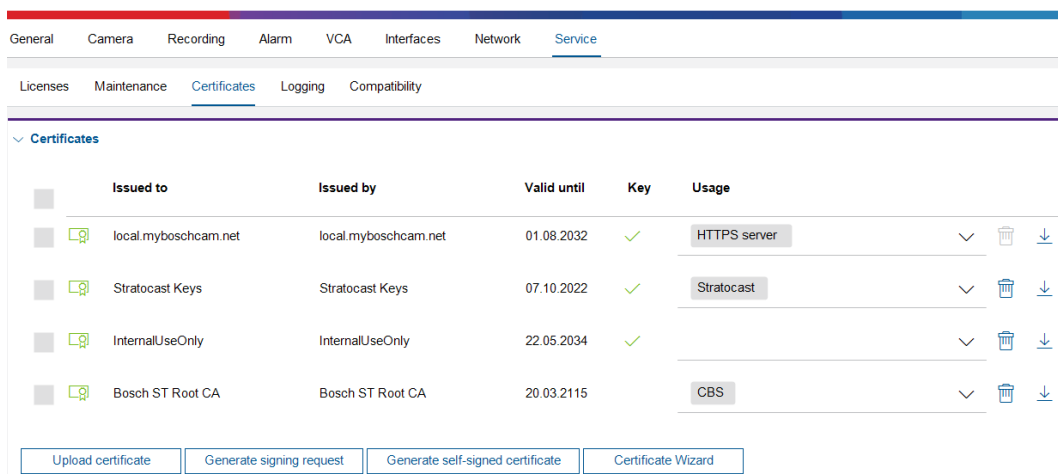 General Camera Recording Alarm VCA Interfaces Network Service
Licenses Maintenance Certificates Logging Compatibility
Certificates
Issued to Issued by Valid until Key Usage
local.myboschcam.net local.myboschcam.net 01.08.2032 HTTPS server
Stratocast Keys Stratocast Keys 07.10.2022 Stratocast
InternalUseOnly InternalUseOnly 22.05.2034
Bosch ST Root CA Bosch ST Root CA 20.03.2115 CBS
Upload certificate Generate signing request Generate self-signed certificate Certificate Wizard